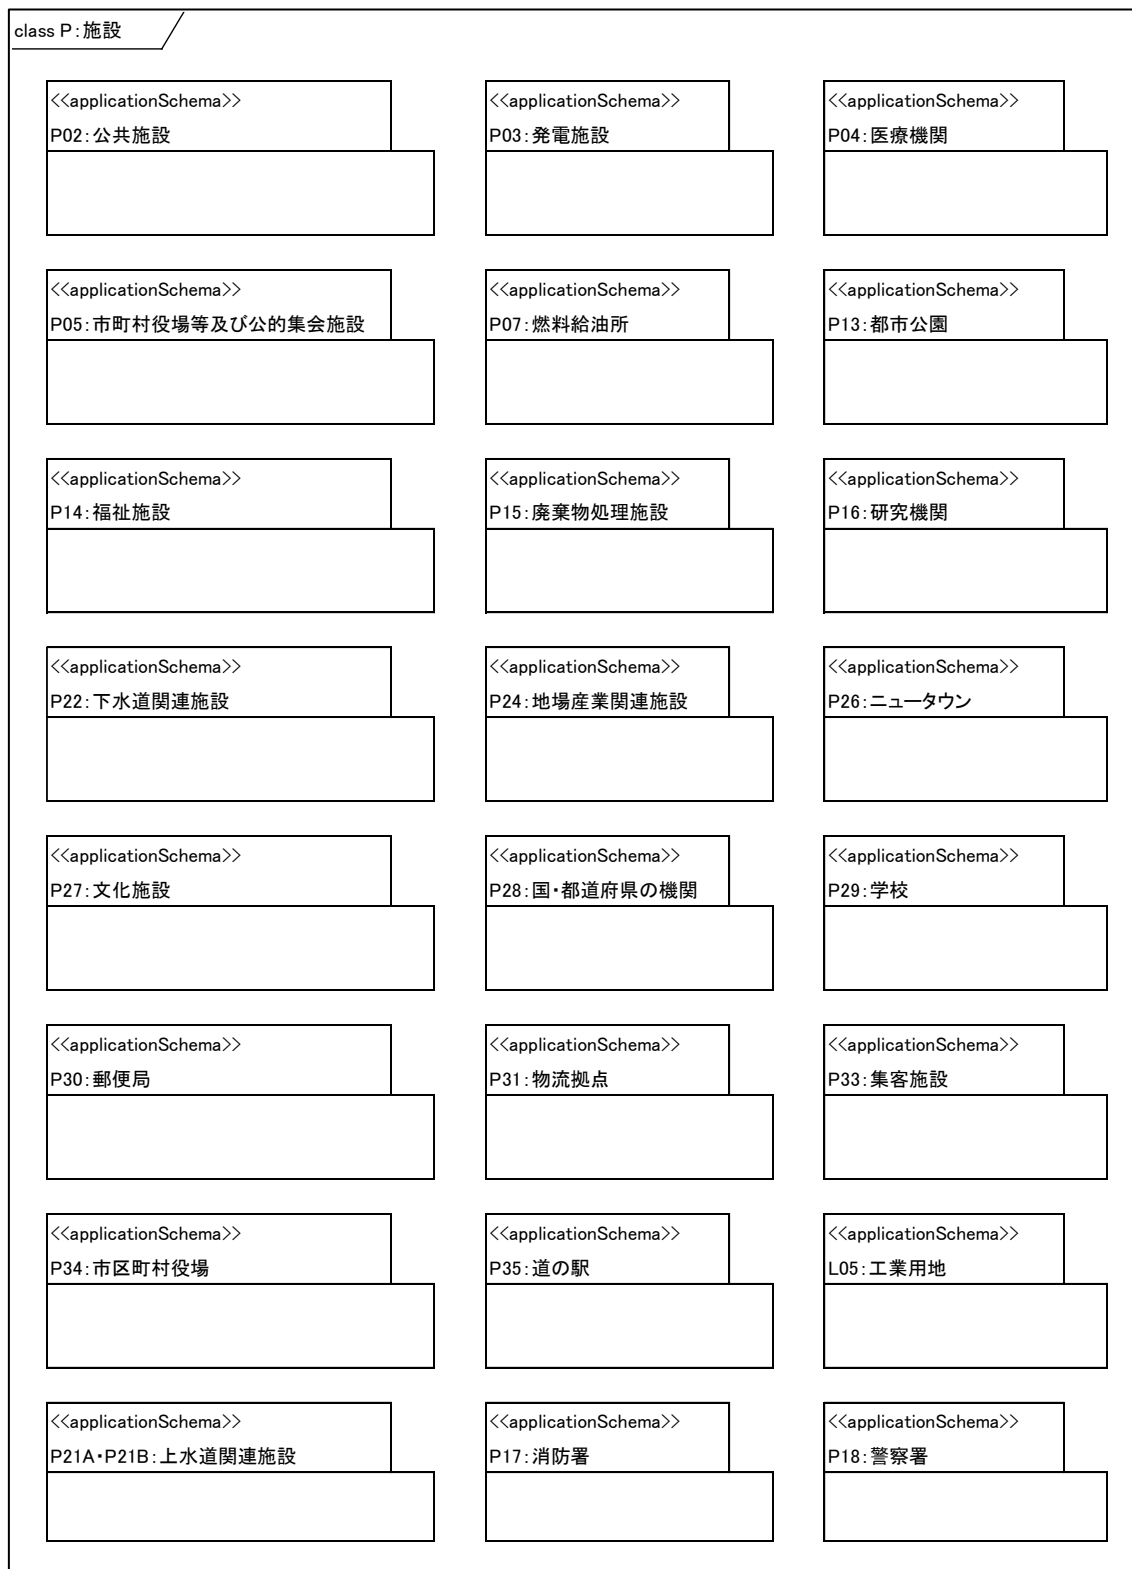 class P:施設
<<applicationSchema>>
P02:公共施設
<<applicationSchema>>
P03:発電施設
<<applicationSchema>>
P04:医療機関
<<applicationSchema>>
P05:市町村役場等及び公的集会施設
<<applicationSchema>>
P07:燃料給油所
<<applicationSchema>>
P13:都市公園
<<applicationSchema>>
P14:福祉施設
<<applicationSchema>>
P15:廃棄物処理施設
<<applicationSchema>>
P16:研究機関
<<applicationSchema>>
P22:下水道関連施設
<<applicationSchema>>
P24:地場産業関連施設
<<applicationSchema>>
P26:ニュータウン
<<applicationSchema>>
P27:文化施設
<<applicationSchema>>
P28:国・都道府県の機関
<<applicationSchema>>
P29:学校
<<applicationSchema>>
P30:郵便局
<<applicationSchema>>
P31:物流拠点
<<applicationSchema>>
P33:集客施設
<<applicationSchema>>
P34:市区町村役場
<<applicationSchema>>
P35:道の駅
<<applicationSchema>>
L05:工業用地
<<applicationSchema>>
P21A・P21B:上水道関連施設
<<applicationSchema>>
P17:消防署
<<applicationSchema>>
P18:警察署